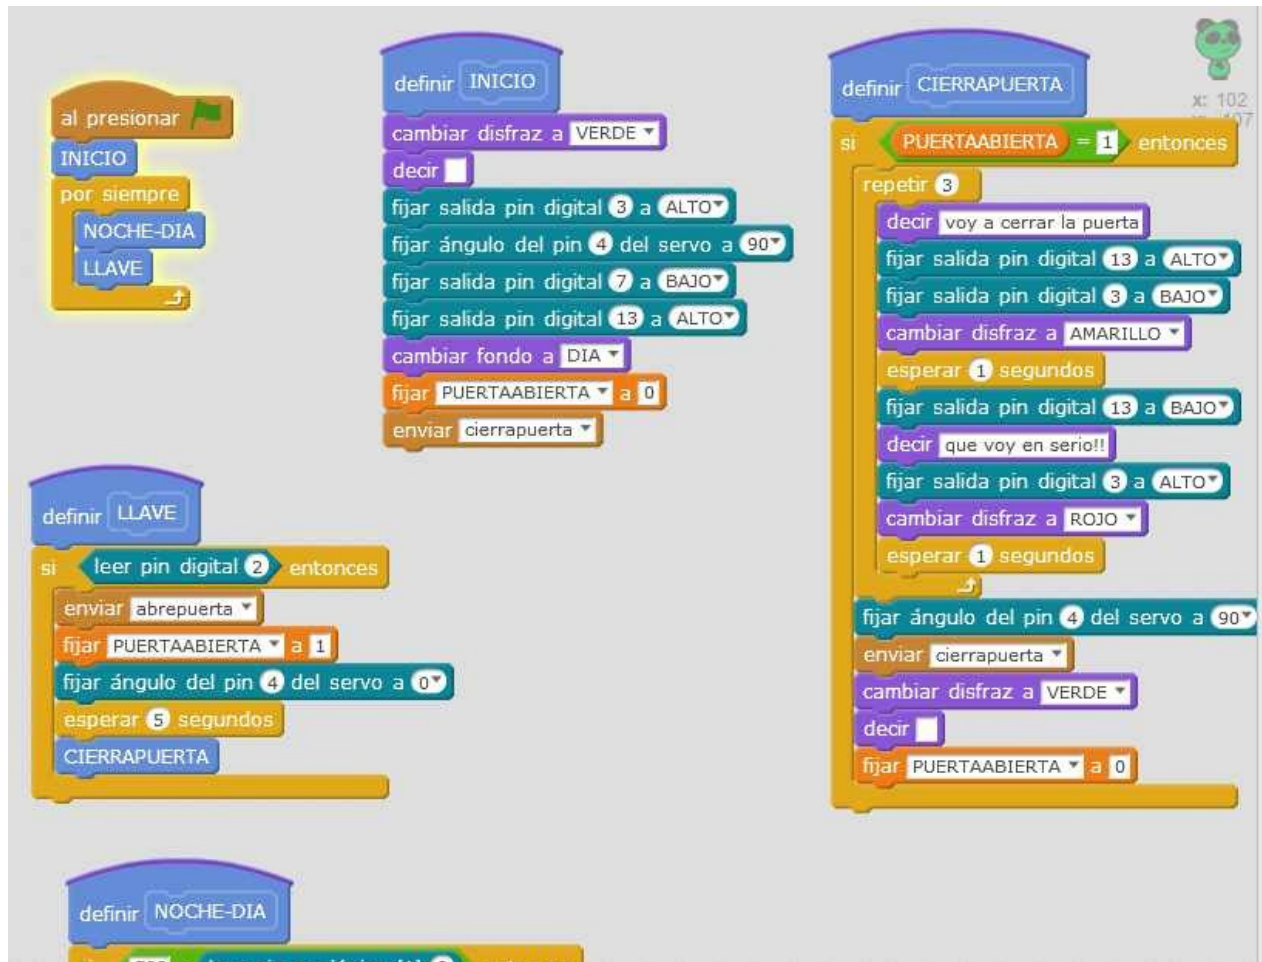 al presionar
INICIO
por siempre
NOCHE-DIA
LLAVE
definir INICIO
cambiar disfraz a VERDE
decir
fijar salida pin digital 3 a ALTO
fijar ángulo del pin 4 del servo a 90
fijar salida pin digital 7 a BAJO
fijar salida pin digital 13 a ALTO
cambiar fondo a DIA
fijar PUERTAABIERTA a 0
enviar cierrapuerta
definir CIERRAPUERTA
si PUERTAABIERTA = 1 entonces
repetir 3
decir voy a cerrar la puerta
fijar salida pin digital 13 a ALTO
fijar salida pin digital 3 a BAJO
cambiar disfraz a AMARILLO
esperar 1 segundos
fijar salida pin digital 13 a BAJO
decir que voy en serio!!
fijar salida pin digital 3 a ALTO
cambiar disfraz a ROJO
esperar 1 segundos
fijar ángulo del pin 4 del servo a 90
enviar cierrapuerta
cambiar disfraz a VERDE
decir
fijar PUERTAABIERTA a 0
x: 102
definir LLAVE
si leer pin digital 2 entonces
enviar abrepuerta
fijar PUERTAABIERTA a 1
fijar ángulo del pin 4 del servo a 0
esperar 5 segundos
CIERRAPUERTA
definir NOCHE-DIA